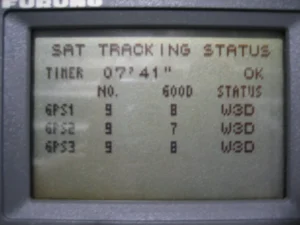 FURUNO
SAT TRACKING STATUS
TIMER 07'41" OK
NO. GOOD STATUS
GPS1 9 8 W3D
GPS2 9 7 W3D
GPS3 9 8 W3D